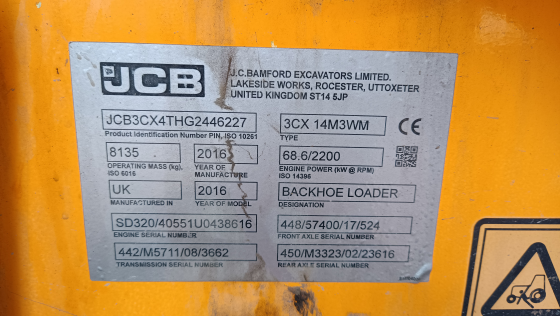 JCB
J.C.BAMFORD EXCAVATORS LIMITED.
LAKESIDE WORKS, ROCESTER, UTTOXETER
UNITED KINGDOM ST14 5JP
JCB3CX4THG2446227
Product Identification Number PIN, ISO 10261
3CX 14M3WM
TYPE
CE
8135
OPERATING MASS (kg),
ISO 6016
2016
YEAR OF
MANUFACTURE
68.6/2200
ENGINE POWER (kW @ RPM)
ISO 14396
UK
MANUFACTURED IN
2016
YEAR OF MODEL
BACKHOE LOADER
DESIGNATION
SD320/40551U0438616
ENGINE SERIAL NUMBER
448/57400/17/524
FRONT AXLE SERIAL NUMBER
442/M5711/08/3662
TRANSMISSION SERIAL NUMBER
450/M3323/02/23616
REAR AXLE SERIAL NUMBER